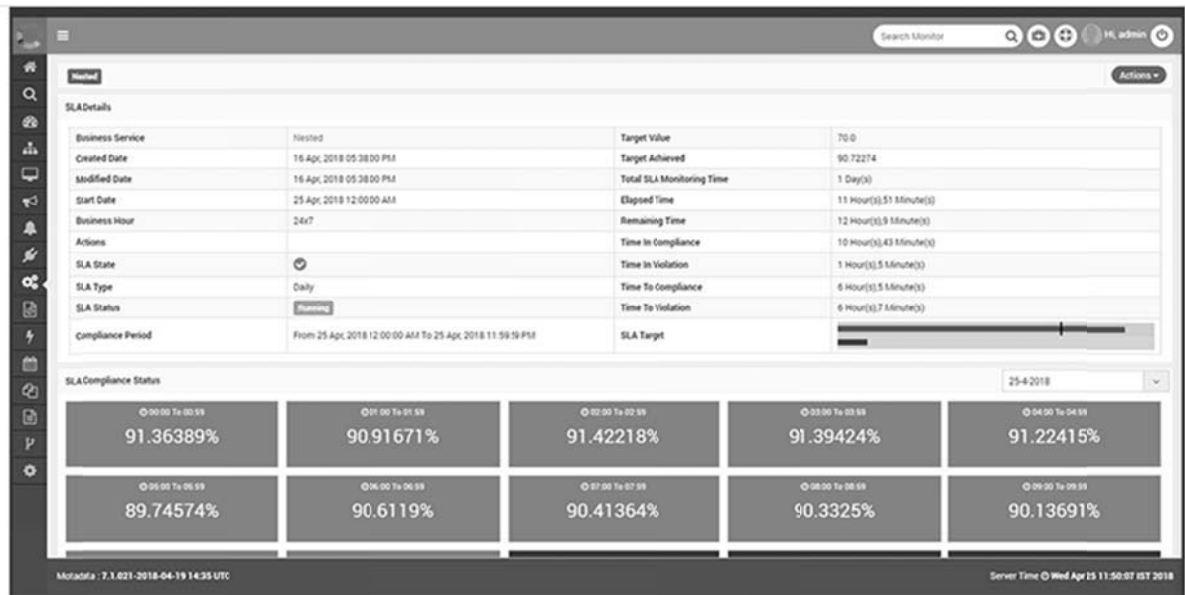 Search Monitor
Hi, admin
Nested
Actions
SLA Details
Business Service Nested Target Value 70.0
Created Date 16 Apr, 2018 05:38:00 PM Target Achieved 90.72274
Modified Date 16 Apr, 2018 05:38:00 PM Total SLA Monitoring Time 1 Day(s)
Start Date 25 Apr, 2018 12:00:00 AM Elapsed Time 11 Hour(s),51 Minute(s)
Business Hour 24x7 Remaining Time 12 Hour(s),9 Minute(s)
Actions Time In Compliance 10 Hour(s),43 Minute(s)
SLA State Time In Violation 1 Hour(s),5 Minute(s)
SLA Type Daily Time To Compliance 6 Hour(s),5 Minute(s)
SLA Status Running Time To Violation 6 Hour(s),7 Minute(s)
Compliance Period From 25 Apr, 2018 12:00:00 AM To 25 Apr, 2018 11:59:59 PM SLA Target
SLA Compliance Status 25-4-2018
00:00 To 00:59 01:00 To 01:59 02:00 To 02:59 03:00 To 03:59 04:00 To 04:59
91.36389% 90.91671% 91.42218% 91.39424% 91.22415%
05:00 To 05:59 06:00 To 06:59 07:00 To 07:59 08:00 To 08:59 09:00 To 09:59
89.74574% 90.6119% 90.41364% 90.3325% 90.13691%
Motadata : 7.1.021-2018-04-19 14:35 UTC
Server Time Wed Apr 25 11:50:07 IST 2018